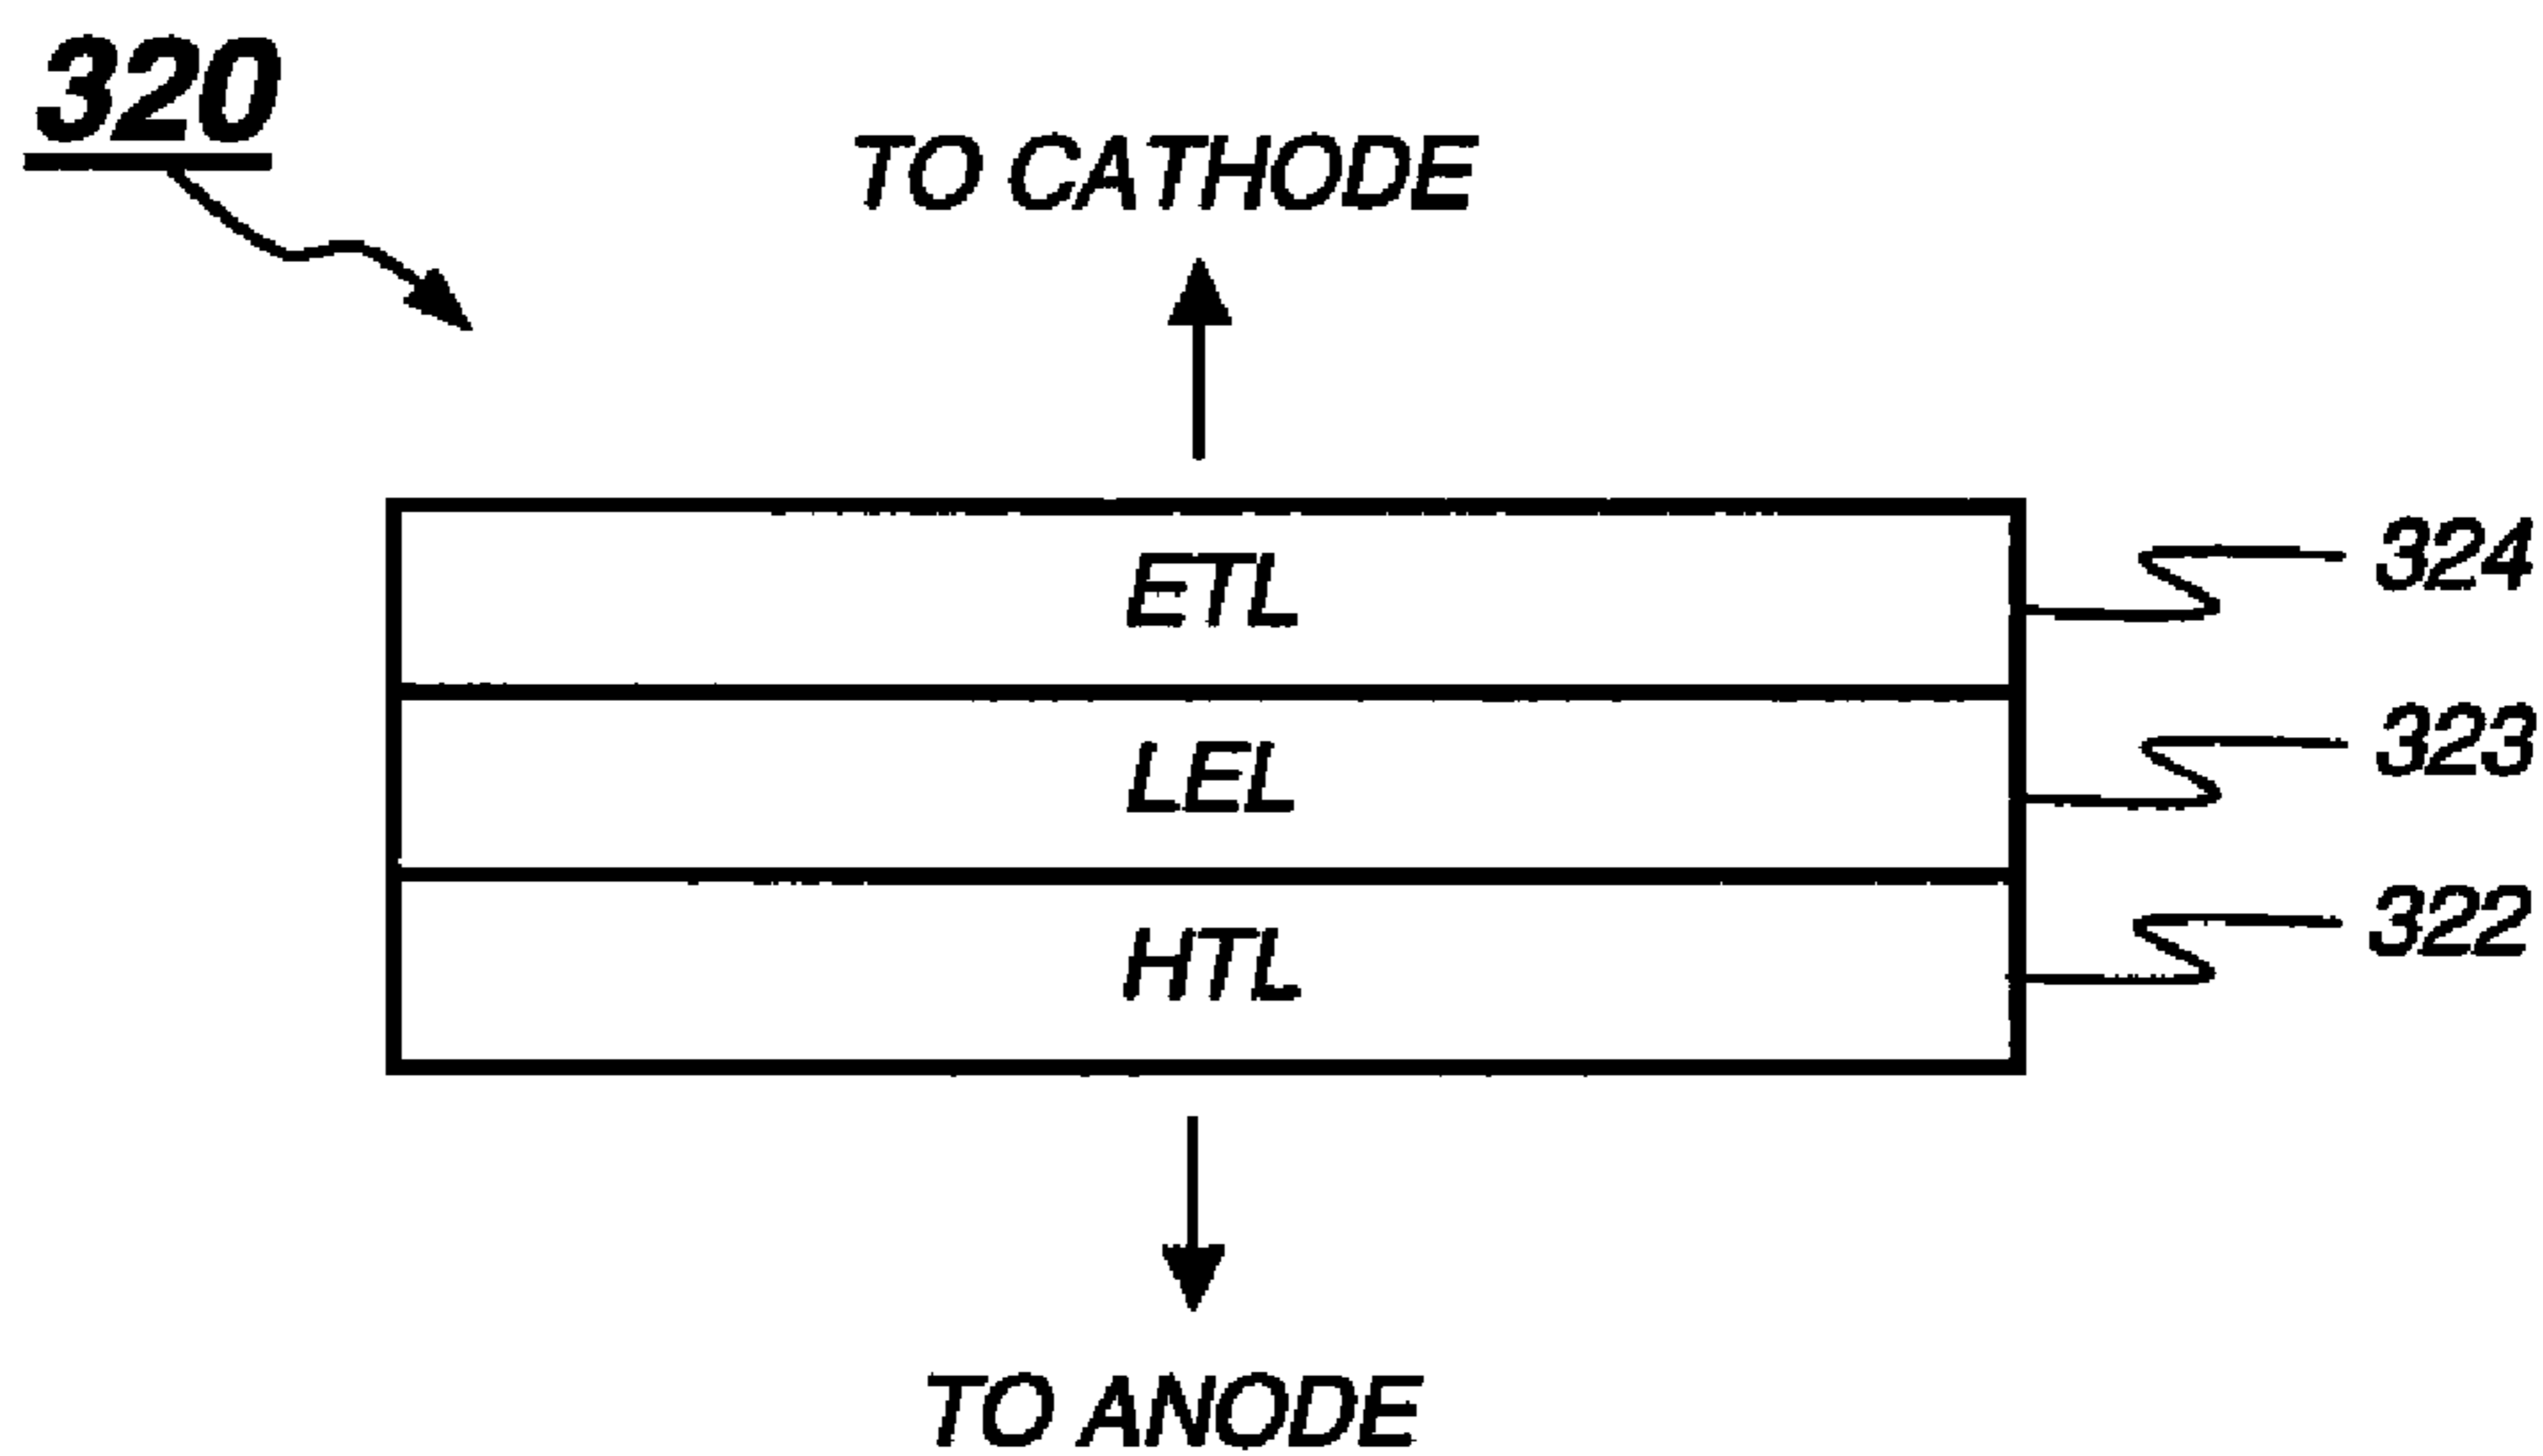 320
TO CATHODE
ETL
324
LEL
323
HTL
322
TO ANODE